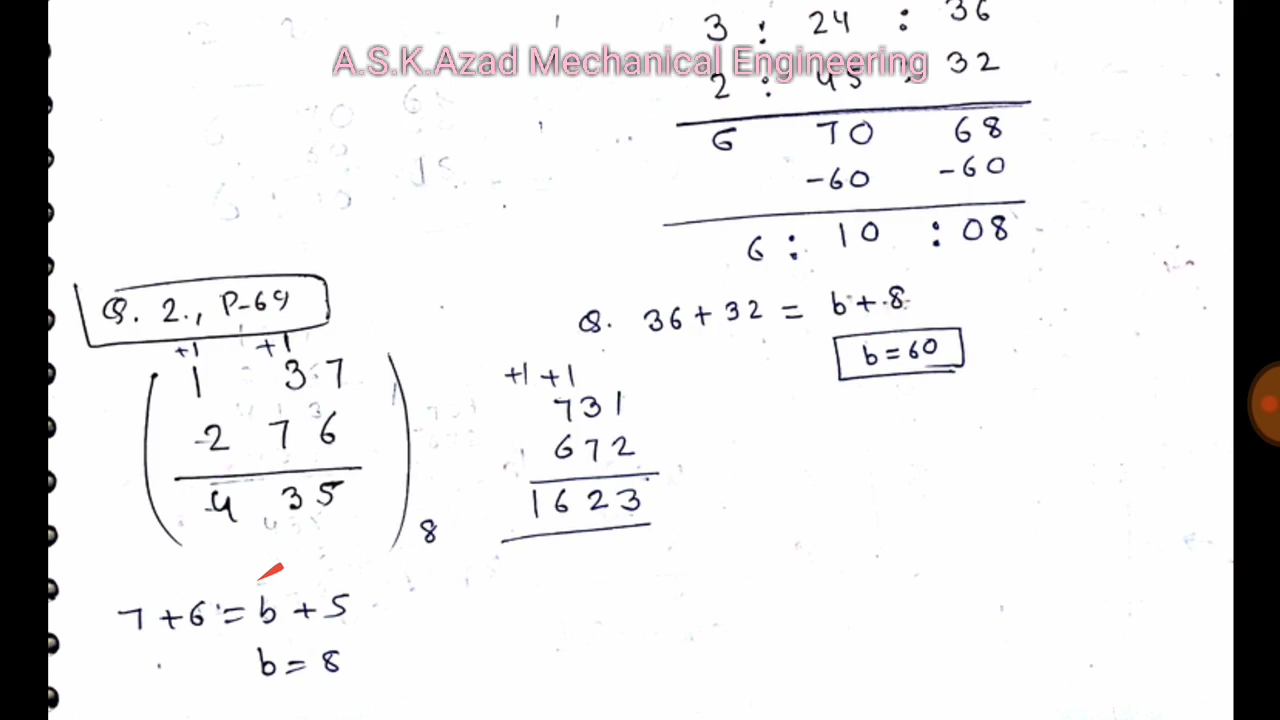 3 : 24 : 36
A.S.K.Azad Mechanical Engineering
2 : 45 : 32
6 70 68
-60 -60
6 : 10 : 08
Q. 2., P-69
Q. 36 + 32 = b + 8
b = 60
+1 +1
1 3 7
2 7 6
4 3 5
8
+1 +1
731
672
1623
7 + 6 = b + 5
b = 8